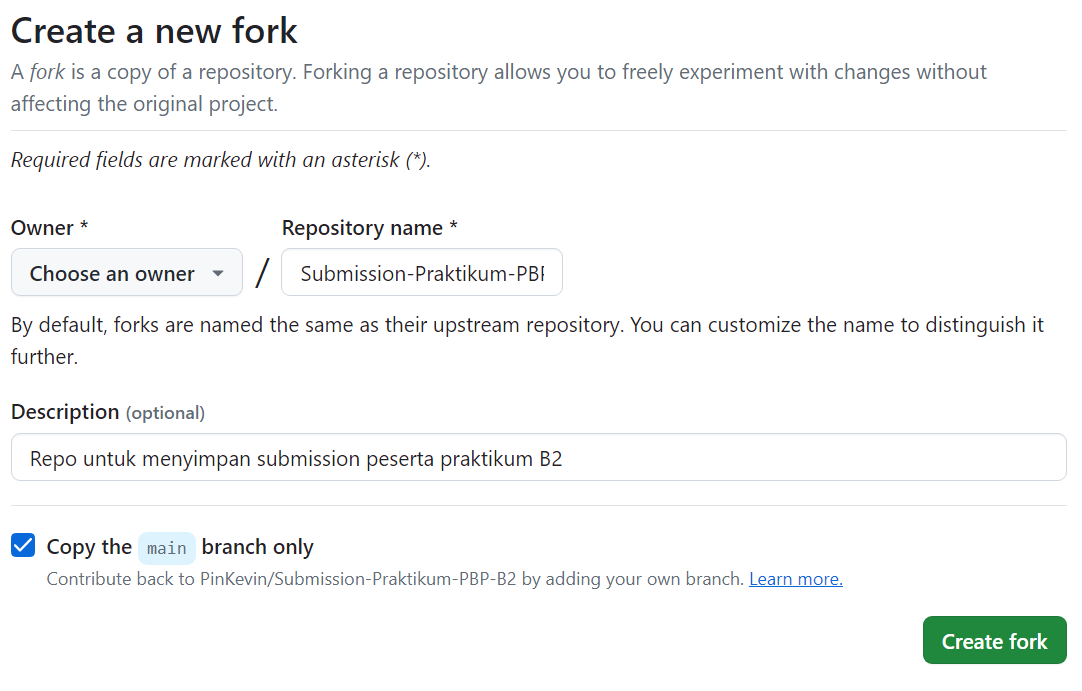 Create a new fork
A fork is a copy of a repository. Forking a repository allows you to freely experiment with changes without
affecting the original project.
Required fields are marked with an asterisk (*).
Owner *
Repository name *
Choose an owner
/
Submission-Praktikum-PBP
By default, forks are named the same as their upstream repository. You can customize the name to distinguish it
further.
Description (optional)
Repo untuk menyimpan submission peserta praktikum B2
Copy the main branch only
Contribute back to PinKevin/Submission-Praktikum-PBP-B2 by adding your own branch. Learn more.
Create fork